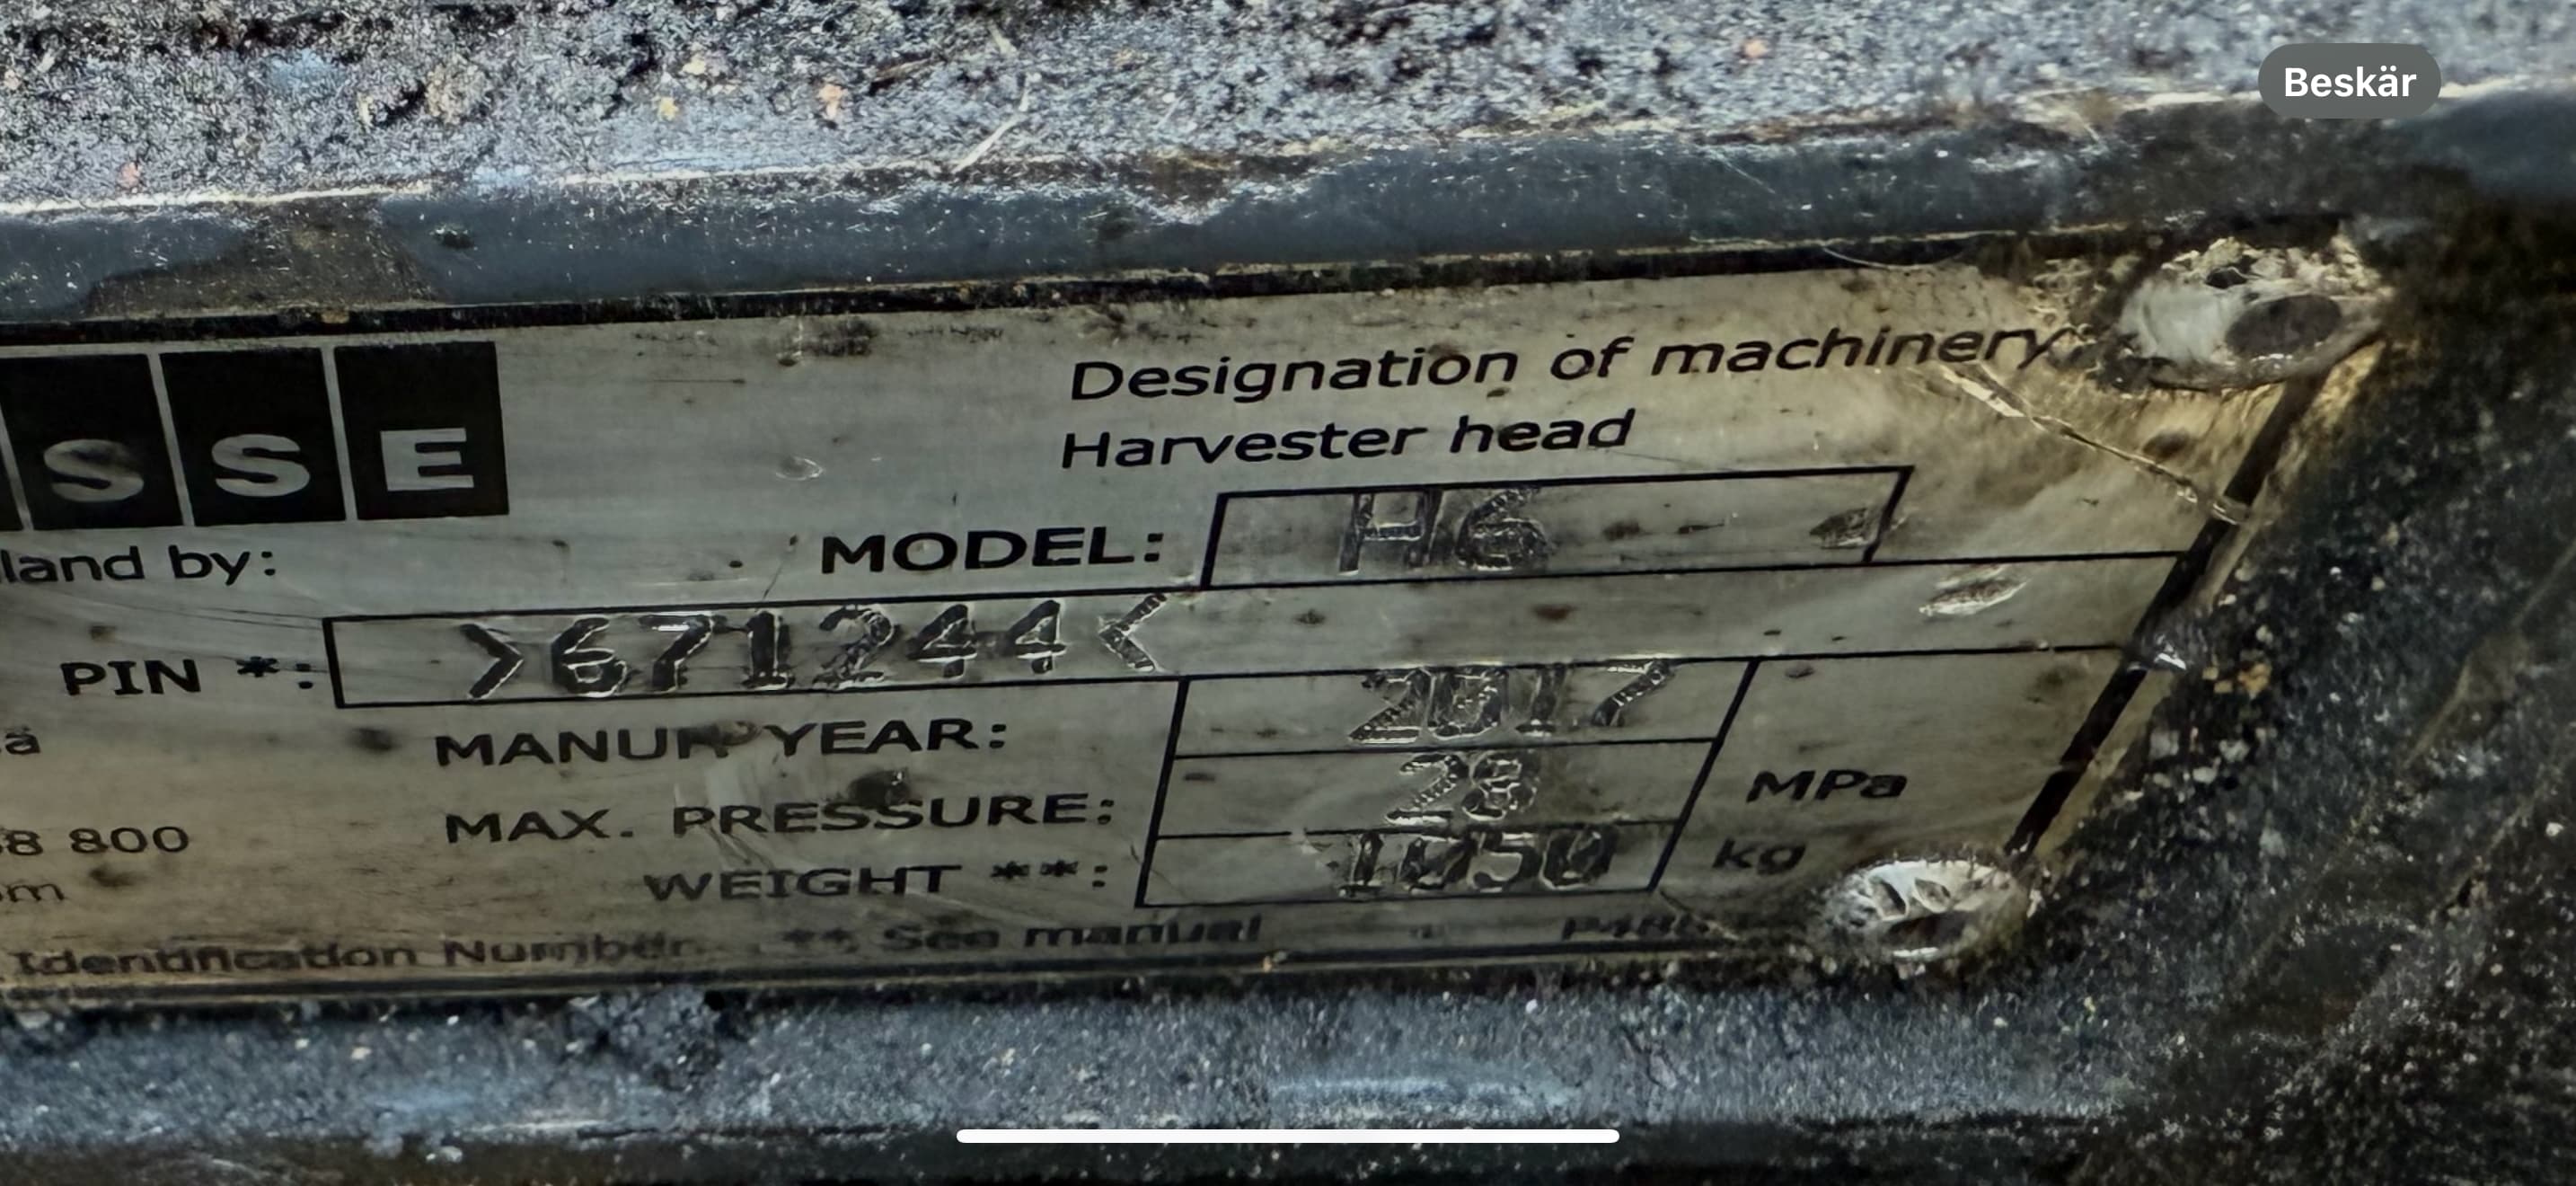 Beskär
Designation of machinery
Harvester head
SSE
land by:
MODEL: H6
PIN *: >671244<
MANUF YEAR: 2017
MAX. PRESSURE: 28 MPa
8 800
WEIGHT **: 1050 kg
m
Identification Number. ** See manual